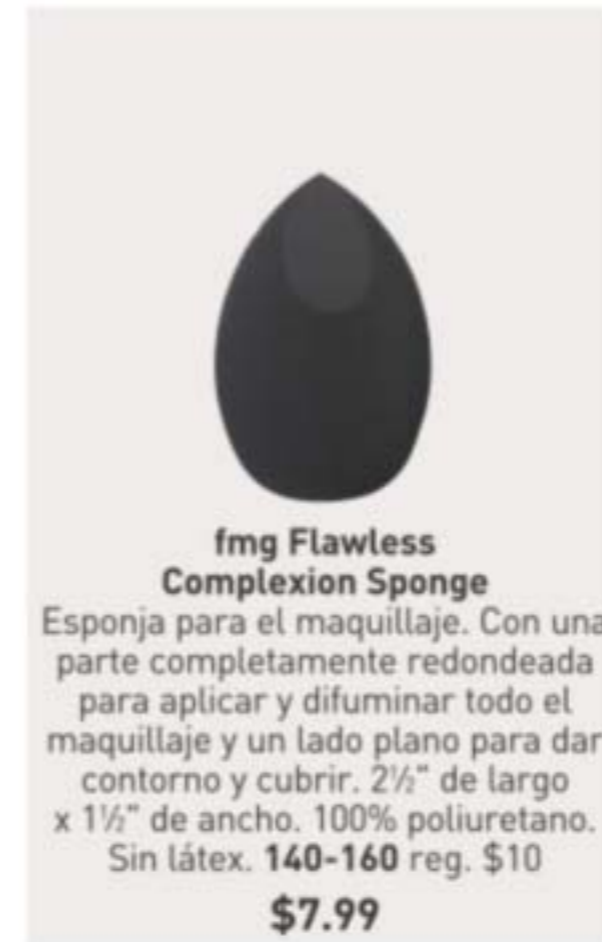 fmg Flawless
Complexion Sponge
Esponja para el maquillaje. Con una
parte completamente redondeada
para aplicar y difuminar todo el
maquillaje y un lado plano para dar
contorno y cubrir. 2½" de largo
x 1½" de ancho. 100% poliuretano.
Sin látex. 140-160 reg. $10
$7.99